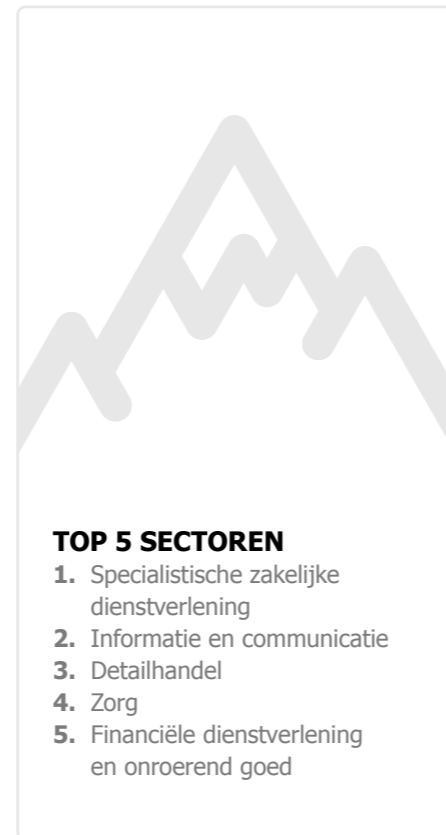 TOP 5 SECTOREN
1. Specialistische zakelijke
dienstverlening
2. Informatie en communicatie
3. Detailhandel
4. Zorg
5. Financiële dienstverlening
en onroerend goed